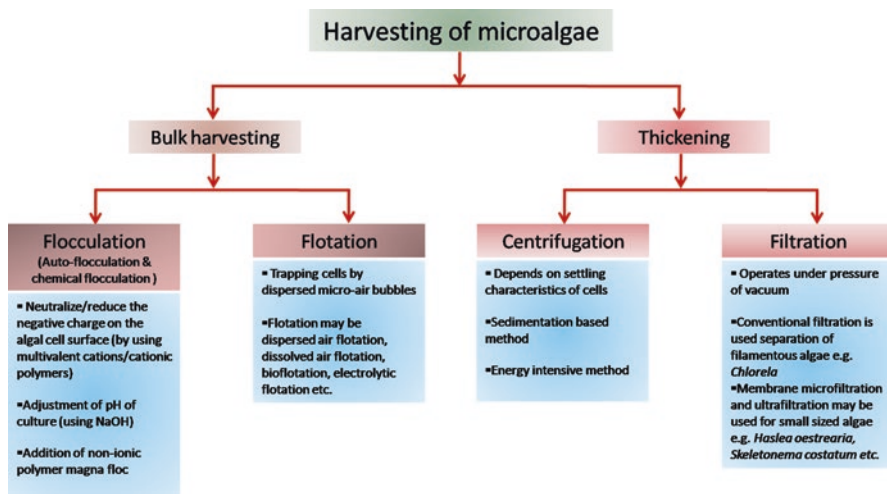 Harvesting of microalgae
Bulk harvesting
Thickening
Flocculation
(Auto-flocculation &
chemical flocculation )
▪Neutralize/reduce the
negative charge on the
algal cell surface (by using
multivalent cations/cationic
polymers)
▪Adjustment of pH of
culture (using NaOH)
▪Addition of non-ionic
polymer magna floc
Flotation
▪Trapping cells by
dispersed micro-air bubbles
▪Flotation may be
dispersed air flotation,
dissolved air flotation,
bioflotation, electrolytic
flotation etc.
Centrifugation
▪Depends on settling
characteristics of cells
▪Sedimentation based
method
▪Energy intensive method
Filtration
▪Operates under pressure
of vacuum
▪Conventional filtration is
used separation of
filamentous algae e.g.
Chlorela
▪Membrane microfiltration
and ultrafiltration may be
used for small sized algae
e.g. Haslea oestrearia,
Skeletonema costatum etc.